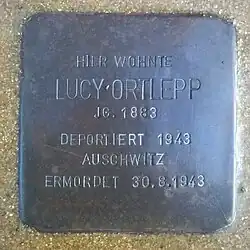 HIER WOHNTE
LUCY ORTLEPP
JG. 1883
DEPORTIERT 1943
AUSCHWITZ
ERMORDET 30.8.1943